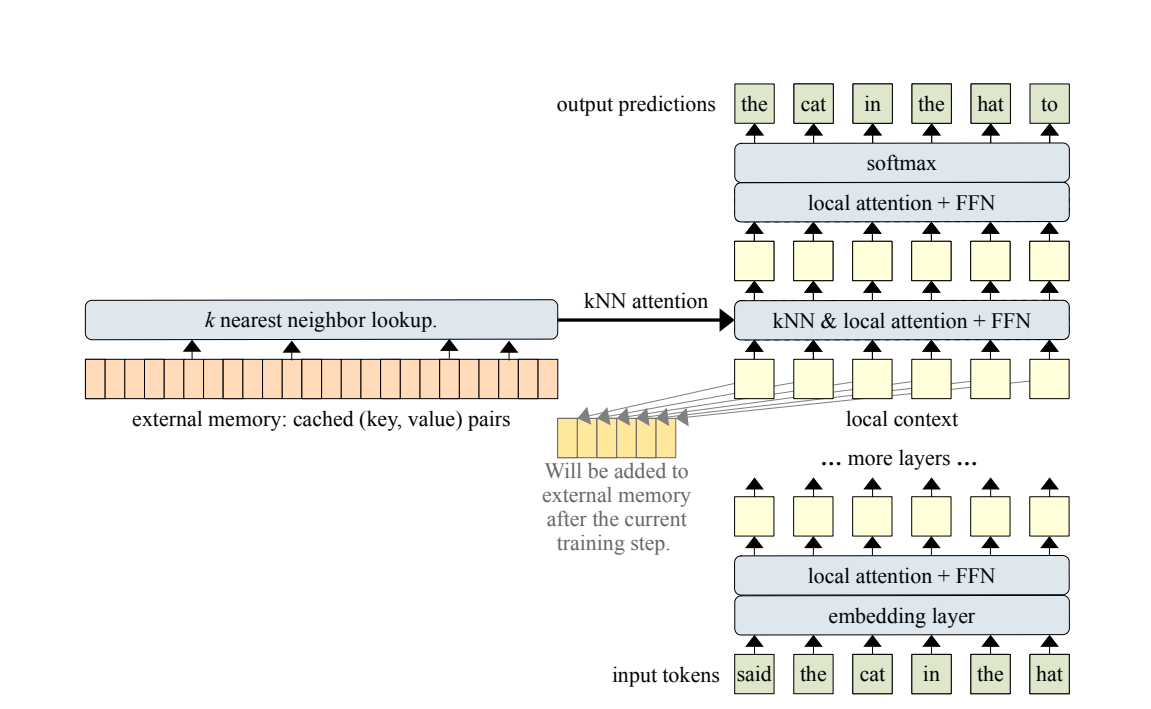 output predictions the cat in the hat to
softmax
local attention + FFN
kNN attention
k nearest neighbor lookup.
kNN & local attention + FFN
external memory: cached (key, value) pairs
local context
... more layers ...
Will be added to
external memory
after the current
training step.
local attention + FFN
embedding layer
input tokens said the cat in the hat